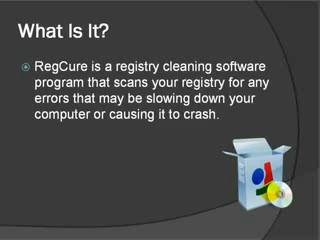 What Is It?
RegCure is a registry cleaning software
program that scans your registry for any
errors that may be slowing down your
computer or causing it to crash.